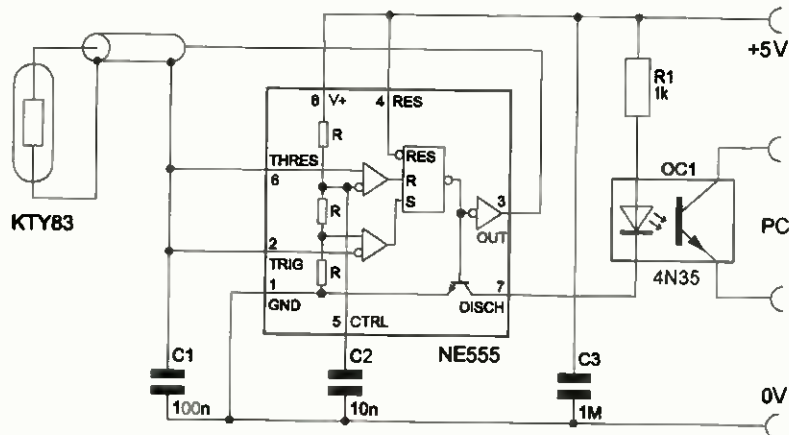 +5V
R1
1k
8 V+
4 RES
R
RES
THRES
6
R
S
R
3
OUT
2
TRIG
R
1
GND
7
DISCH
5 CTRL
NE555
KTY83
OC1
4N35
PC
C1
100n
C2
10n
C3
1M
0V